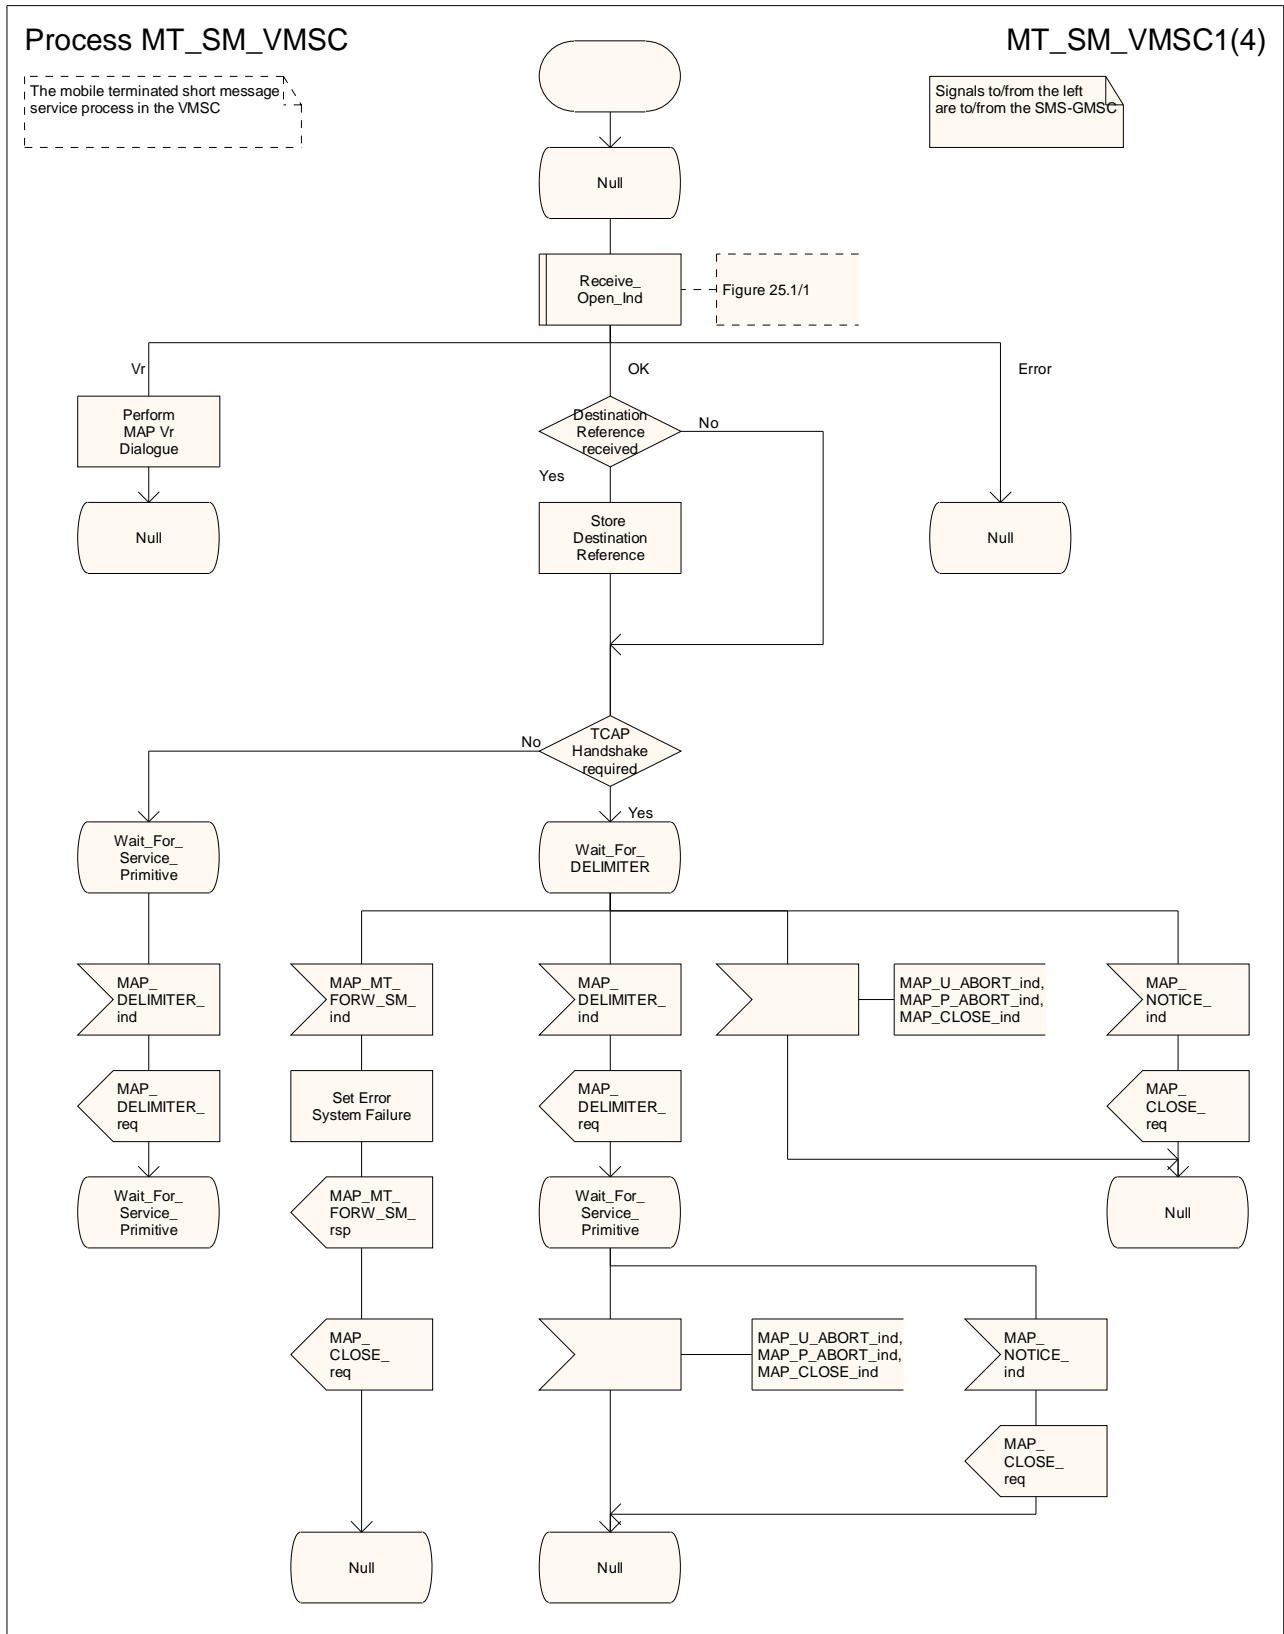 Process MT_SM_VMSC
MT_SM_VMSC1(4)
The mobile terminated short message
service process in the VMSC
Signals to/from the left
are to/from the SMS-GMSC
Null
Receive_
Open_Ind
Figure 25.1/1
Vr
OK
Error
Perform
MAP Vr
Dialogue
Destination
Reference
received
No
Yes
Null
Store
Destination
Reference
Null
TCAP
Handshake
required
No
Yes
Wait_For_
Service_
Primitive
Wait_For_
DELIMITER
MAP_
DELIMITER_
ind
MAP_MT_
FORW_SM_
ind
MAP_
DELIMITER_
ind
MAP_U_ABORT_ind,
MAP_P_ABORT_ind,
MAP_CLOSE_ind
MAP_
NOTICE_
ind
MAP_
DELIMITER_
req
Set Error
System Failure
MAP_
DELIMITER_
req
MAP_
CLOSE_
req
Wait_For_
Service_
Primitive
MAP_MT_
FORW_SM_
rsp
Wait_For_
Service_
Primitive
Null
MAP_
CLOSE_
req
MAP_U_ABORT_ind,
MAP_P_ABORT_ind,
MAP_CLOSE_ind
MAP_
NOTICE_
ind
MAP_
CLOSE_
req
Null
Null